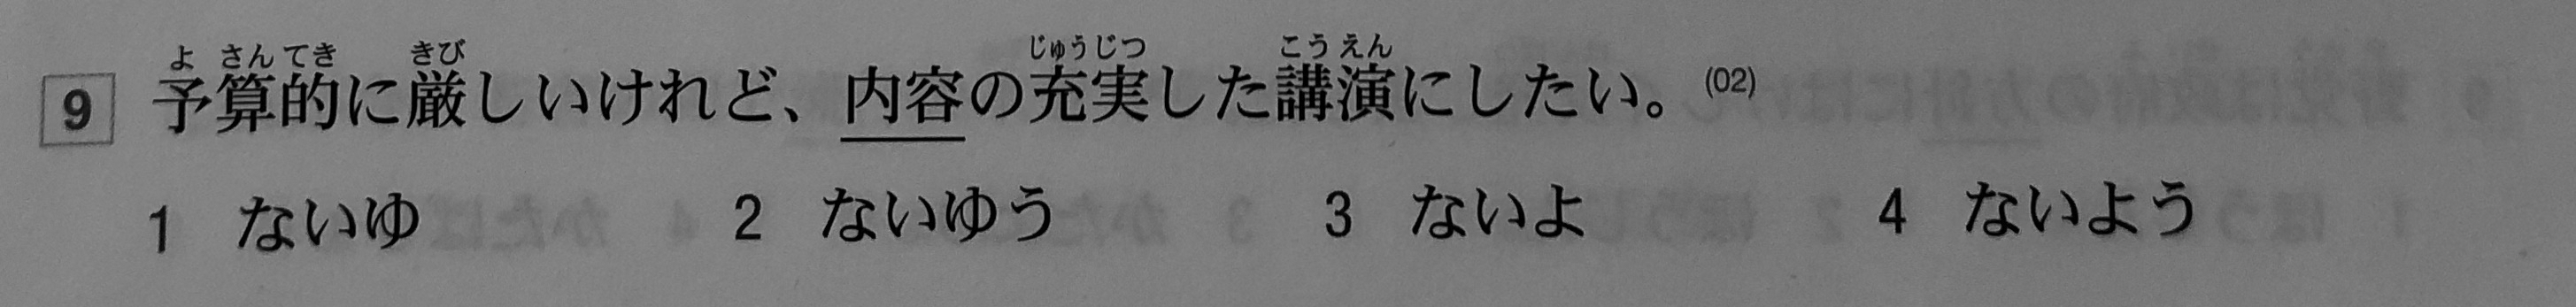 9 予算的に厳しいけれど、内容の充実した講演にしたい。(02)
よ さん てき きび じゅうじつ こう えん
1 ないゆ 2 ないゆう 3 ないよ 4 ないよう